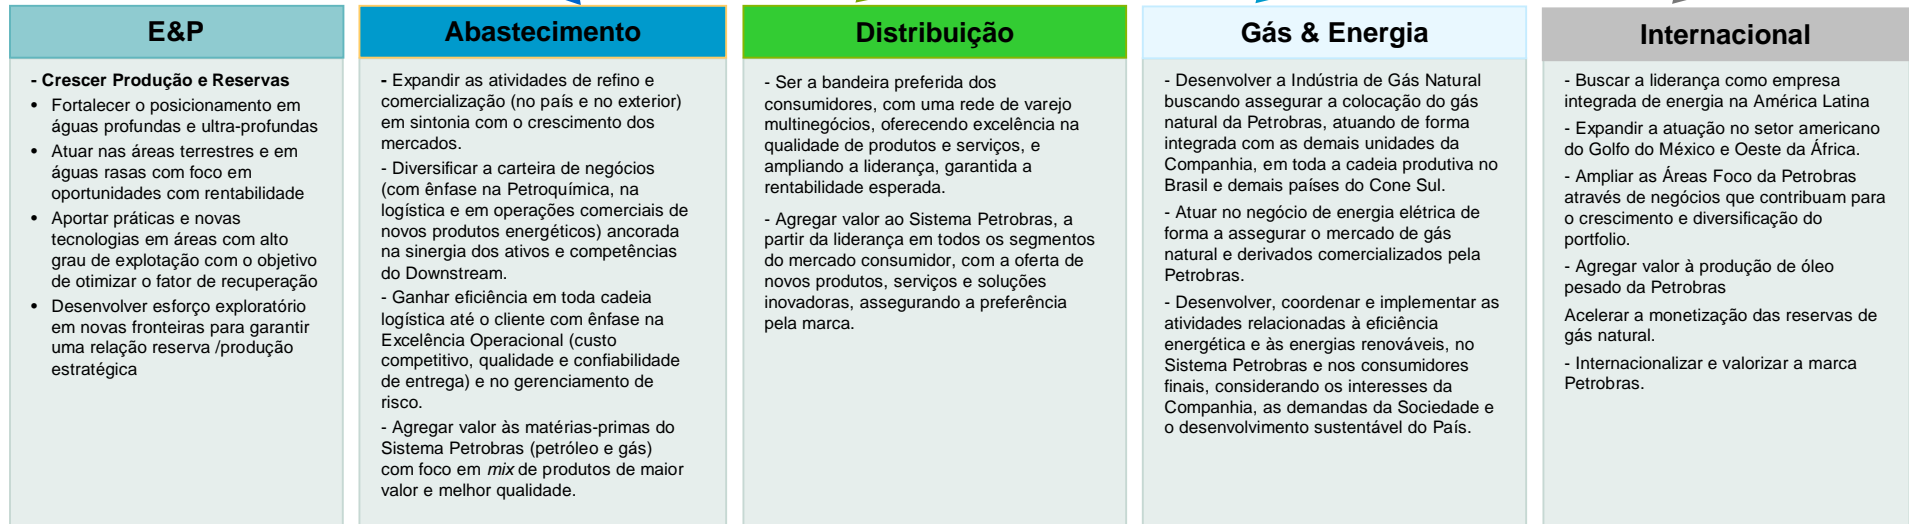 E&P
- Crescer Produção e Reservas
• Fortalecer o posicionamento em
águas profundas e ultra-profundas
• Atuar nas áreas terrestres e em
águas rasas com foco em
oportunidades com rentabilidade
• Aportar práticas e novas
tecnologias em áreas com alto
grau de explotação com o objetivo
de otimizar o fator de recuperação
• Desenvolver esforço exploratório
em novas fronteiras para garantir
uma relação reserva /produção
estratégica
Abastecimento
- Expandir as atividades de refino e
comercialização (no país e no exterior)
em sintonia com o crescimento dos
mercados.
- Diversificar a carteira de negócios
(com ênfase na Petroquímica, na
logística e em operações comerciais de
novos produtos energéticos) ancorada
na sinergia dos ativos e competências
do Downstream.
- Ganhar eficiência em toda cadeia
logística até o cliente com ênfase na
Excelência Operacional (custo
competitivo, qualidade e confiabilidade
de entrega) e no gerenciamento de
risco.
- Agregar valor às matérias-primas do
Sistema Petrobras (petróleo e gás)
com foco em mix de produtos de maior
valor e melhor qualidade.
Distribuição
- Ser a bandeira preferida dos
consumidores, com uma rede de varejo
multinegócios, oferecendo excelência na
qualidade de produtos e serviços, e
ampliando a liderança, garantida a
rentabilidade esperada.
- Agregar valor ao Sistema Petrobras, a
partir da liderança em todos os segmentos
do mercado consumidor, com a oferta de
novos produtos, serviços e soluções
inovadoras, assegurando a preferência
pela marca.
Gás & Energia
- Desenvolver a Indústria de Gás Natural
buscando assegurar a colocação do gás
natural da Petrobras, atuando de forma
integrada com as demais unidades da
Companhia, em toda a cadeia produtiva no
Brasil e demais países do Cone Sul.
- Atuar no negócio de energia elétrica de
forma a assegurar o mercado de gás
natural e derivados comercializados pela
Petrobras.
- Desenvolver, coordenar e implementar as
atividades relacionadas à eficiência
energética e às energias renováveis, no
Sistema Petrobras e nos consumidores
finais, considerando os interesses da
Companhia, as demandas da Sociedade e
o desenvolvimento sustentável do País.
Internacional
- Buscar a liderança como empresa
integrada de energia na América Latina
- Expandir a atuação no setor americano
do Golfo do México e Oeste da África.
- Ampliar as Áreas Foco da Petrobras
através de negócios que contribuam para
o crescimento e diversificação do
portfolio.
- Agregar valor à produção de óleo
pesado da Petrobras
Acelerar a monetização das reservas de
gás natural.
- Internacionalizar e valorizar a marca
Petrobras.